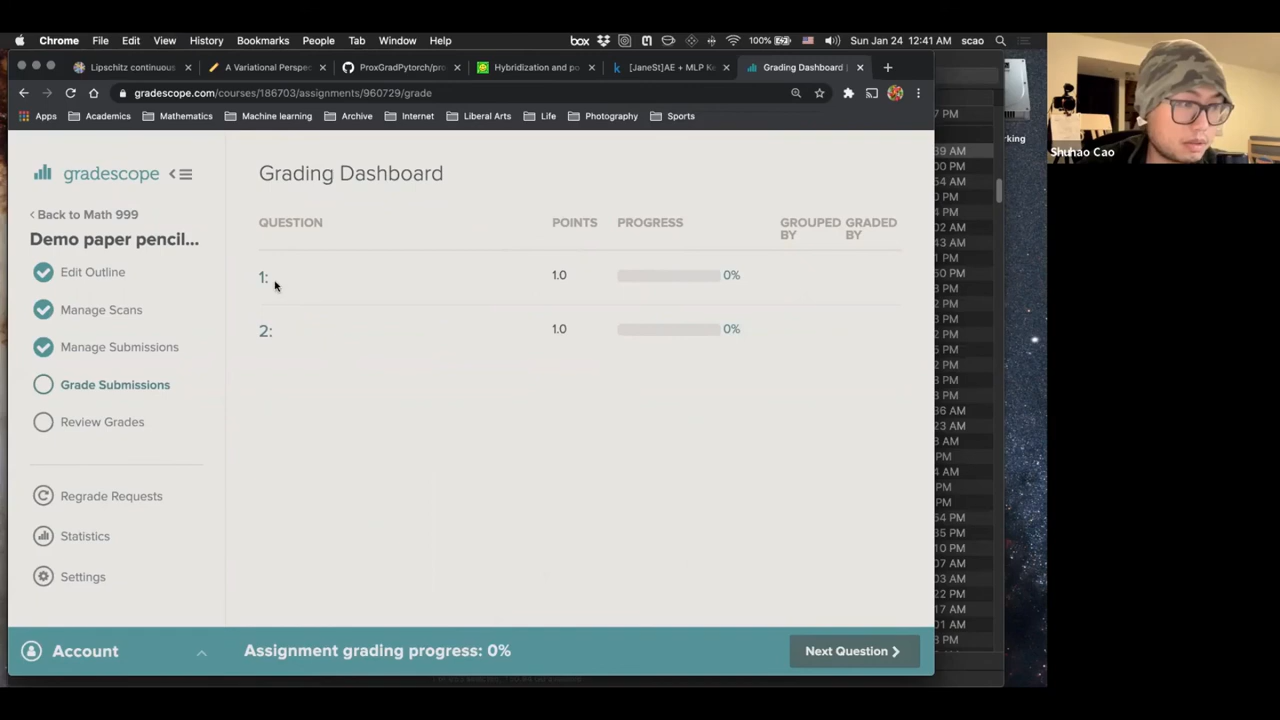 Chrome File Edit View History Bookmarks People Tab Window Help box 100% Sun Jan 24 12:41 AM scao
Lipschitz continuous A Variational Perspe ProxGradPytorch/pro Hybridization and po [JaneSt]AE + MLP Ke Grading Dashboard |
gradescope.com/courses/186703/assignments/960729/grade
Apps Academics Mathematics Machine learning Archive Internet Liberal Arts Life Photography Sports
gradescope
Back to Math 999
Demo paper pencil...
Edit Outline
Manage Scans
Manage Submissions
Grade Submissions
Review Grades
Regrade Requests
Statistics
Settings
Account
Grading Dashboard
QUESTION POINTS PROGRESS GROUPED BY GRADED BY
1: 1.0 0%
2: 1.0 0%
Assignment grading progress: 0%
Next Question
Shuhao Cao